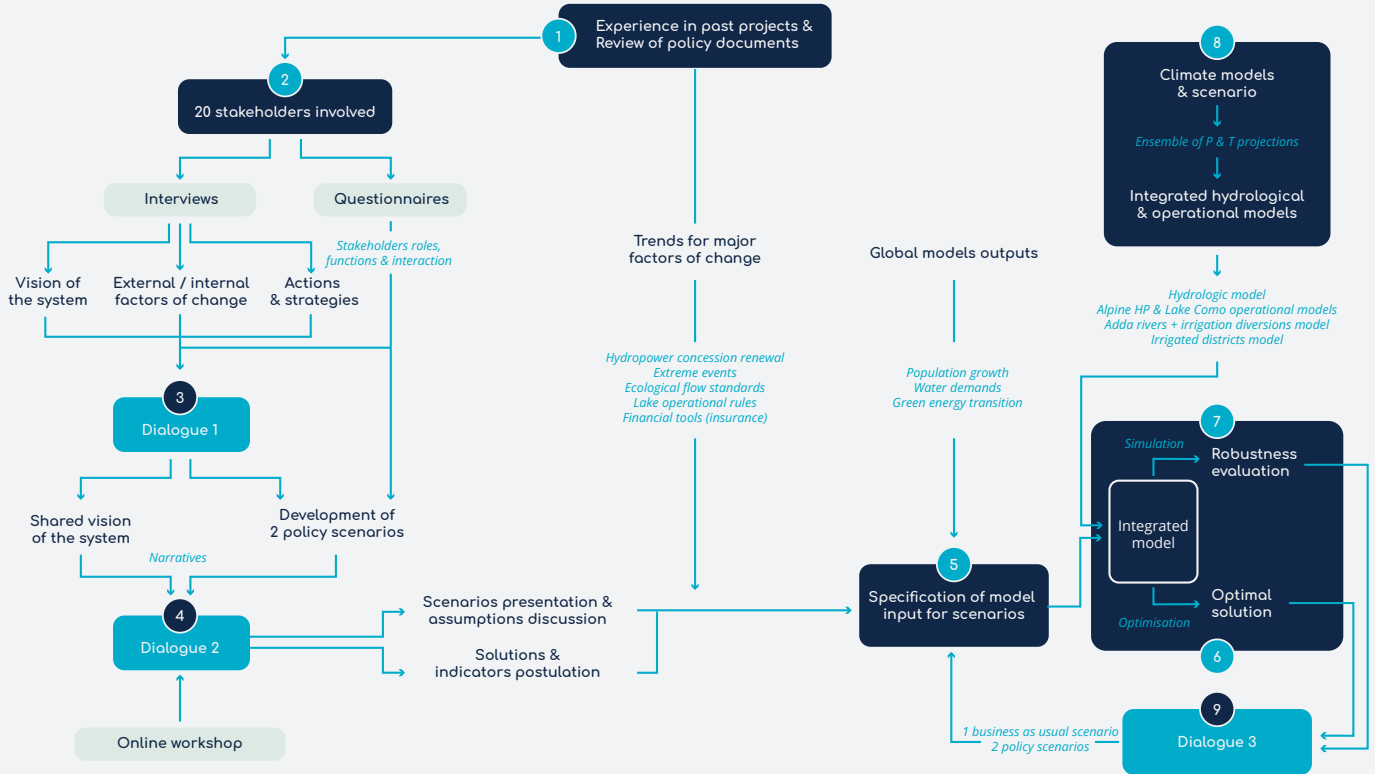 1
Experience in past projects &
Review of policy documents
2
20 stakeholders involved
Interviews
Questionnaires
Stakeholders roles,
functions & interaction
Vision of
the system
External / internal
factors of change
Actions
& strategies
3
Dialogue 1
Shared vision
of the system
Development of
2 policy scenarios
Narratives
4
Dialogue 2
Online workshop
Scenarios presentation &
assumptions discussion
Solutions &
indicators postulation
Trends for major
factors of change
Hydropower concession renewal
Extreme events
Ecological flow standards
Lake operational rules
Financial tools (insurance)
Global models outputs
Population growth
Water demands
Green energy transition
5
Specification of model
input for scenarios
8
Climate models
& scenario
Ensemble of P & T projections
Integrated hydrological
& operational models
Hydrologic model
Alpine HP & Lake Como operational models
Adda rivers + irrigation diversions model
Irrigated districts model
7
Simulation
Robustness
evaluation
Integrated
model
Optimal
solution
Optimisation
6
9
Dialogue 3
1 business as usual scenario
2 policy scenarios